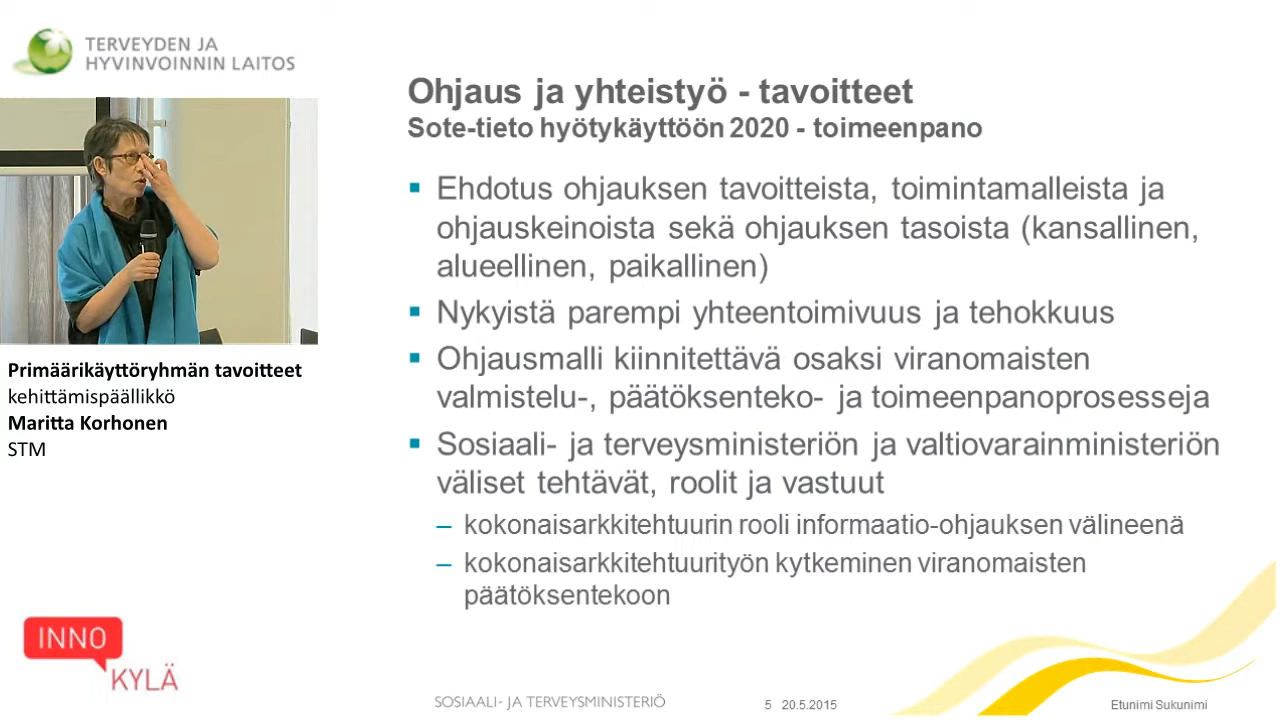 TERVEYDEN JA
HYVINVOINNIN LAITOS
Ohjaus ja yhteistyö - tavoitteet
Sote-tieto hyötykäyttöön 2020 - toimeenpano
Ehdotus ohjauksen tavoitteista, toimintamalleista ja
ohjauskeinoista sekä ohjauksen tasoista (kansallinen,
alueellinen, paikallinen)
Nykyistä parempi yhteentoimivuus ja tehokkuus
Ohjausmalli kiinnitettävä osaksi viranomaisten
valmistelu-, päätöksenteko- ja toimeenpanoprosesseja
Sosiaali- ja terveysministeriön ja valtiovarainministeriön
väliset tehtävät, roolit ja vastuut
– kokonaisarkkitehtuurin rooli informaatio-ohjauksen välineenä
– kokonaisarkkitehtuurityön kytkeminen viranomaisten
päätöksentekoon
Primäärikäyttöryhmän tavoitteet
kehittämispäällikkö
Maritta Korhonen
STM
INNO
KYLÄ
SOSIAALI- JA TERVEYSMINISTERIÖ
5 20.5.2015
Etunimi Sukunimi